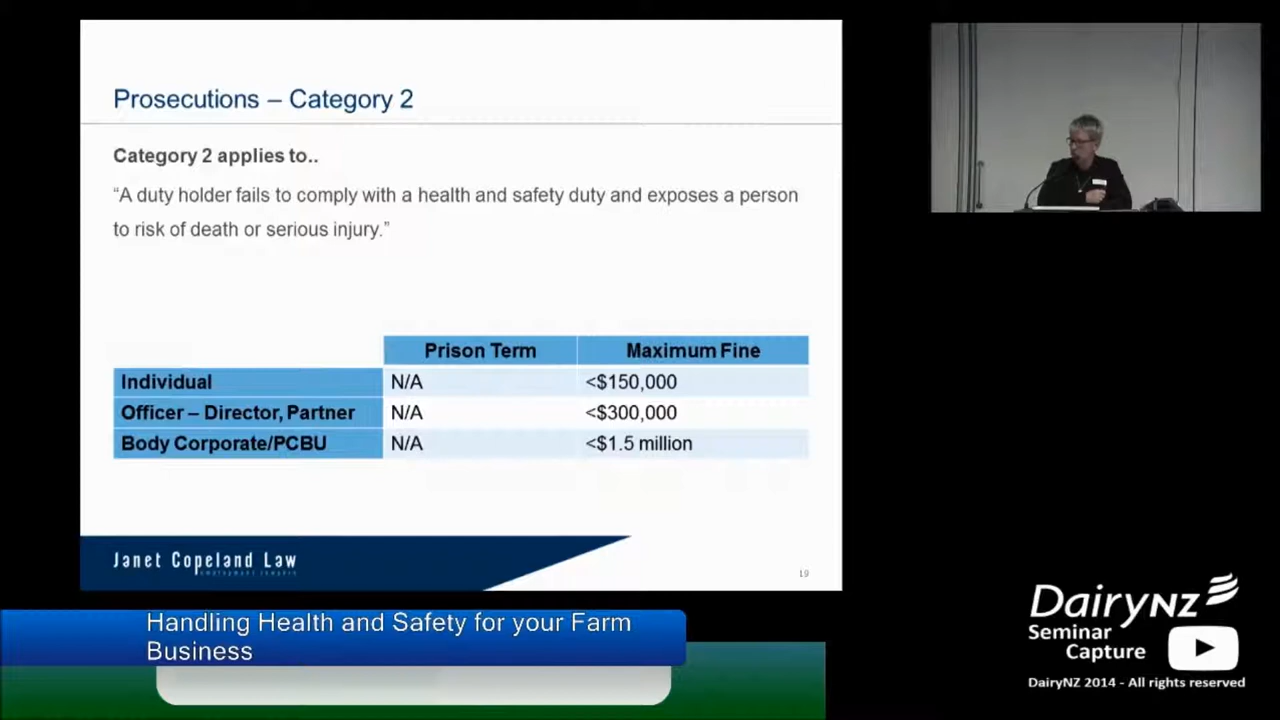 Prosecutions – Category 2
Category 2 applies to..
“A duty holder fails to comply with a health and safety duty and exposes a person
to risk of death or serious injury.”
Prison Term Maximum Fine
Individual N/A <$150,000
Officer – Director, Partner N/A <$300,000
Body Corporate/PCBU N/A <$1.5 million
Janet Copeland Law
employment lawyers
19
Handling Health and Safety for your Farm
Business
DairyNZ
Seminar
Capture
DairyNZ 2014 - All rights reserved